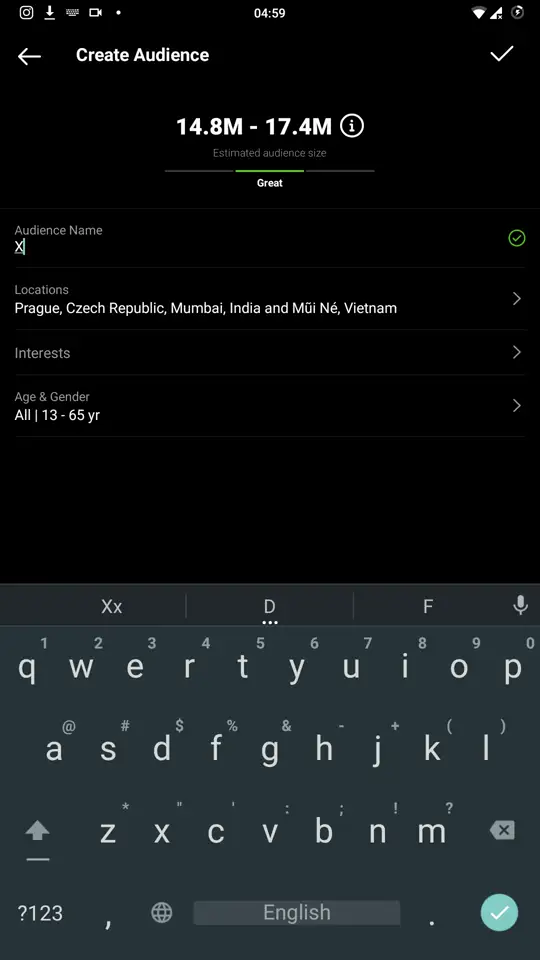 04:59
Create Audience
14.8M - 17.4M
Estimated audience size
Great
Audience Name
X
Locations
Prague, Czech Republic, Mumbai, India and Mũi Né, Vietnam
Interests
Age & Gender
All | 13 - 65 yr
Xx D F
1 2 3 4 5 6 7 8 9 0
q w e r t y u i o p
@ # $ % & - + ( )
a s d f g h j k l
* " ' : ; ! ?
z x c v b n m
?123 , English .